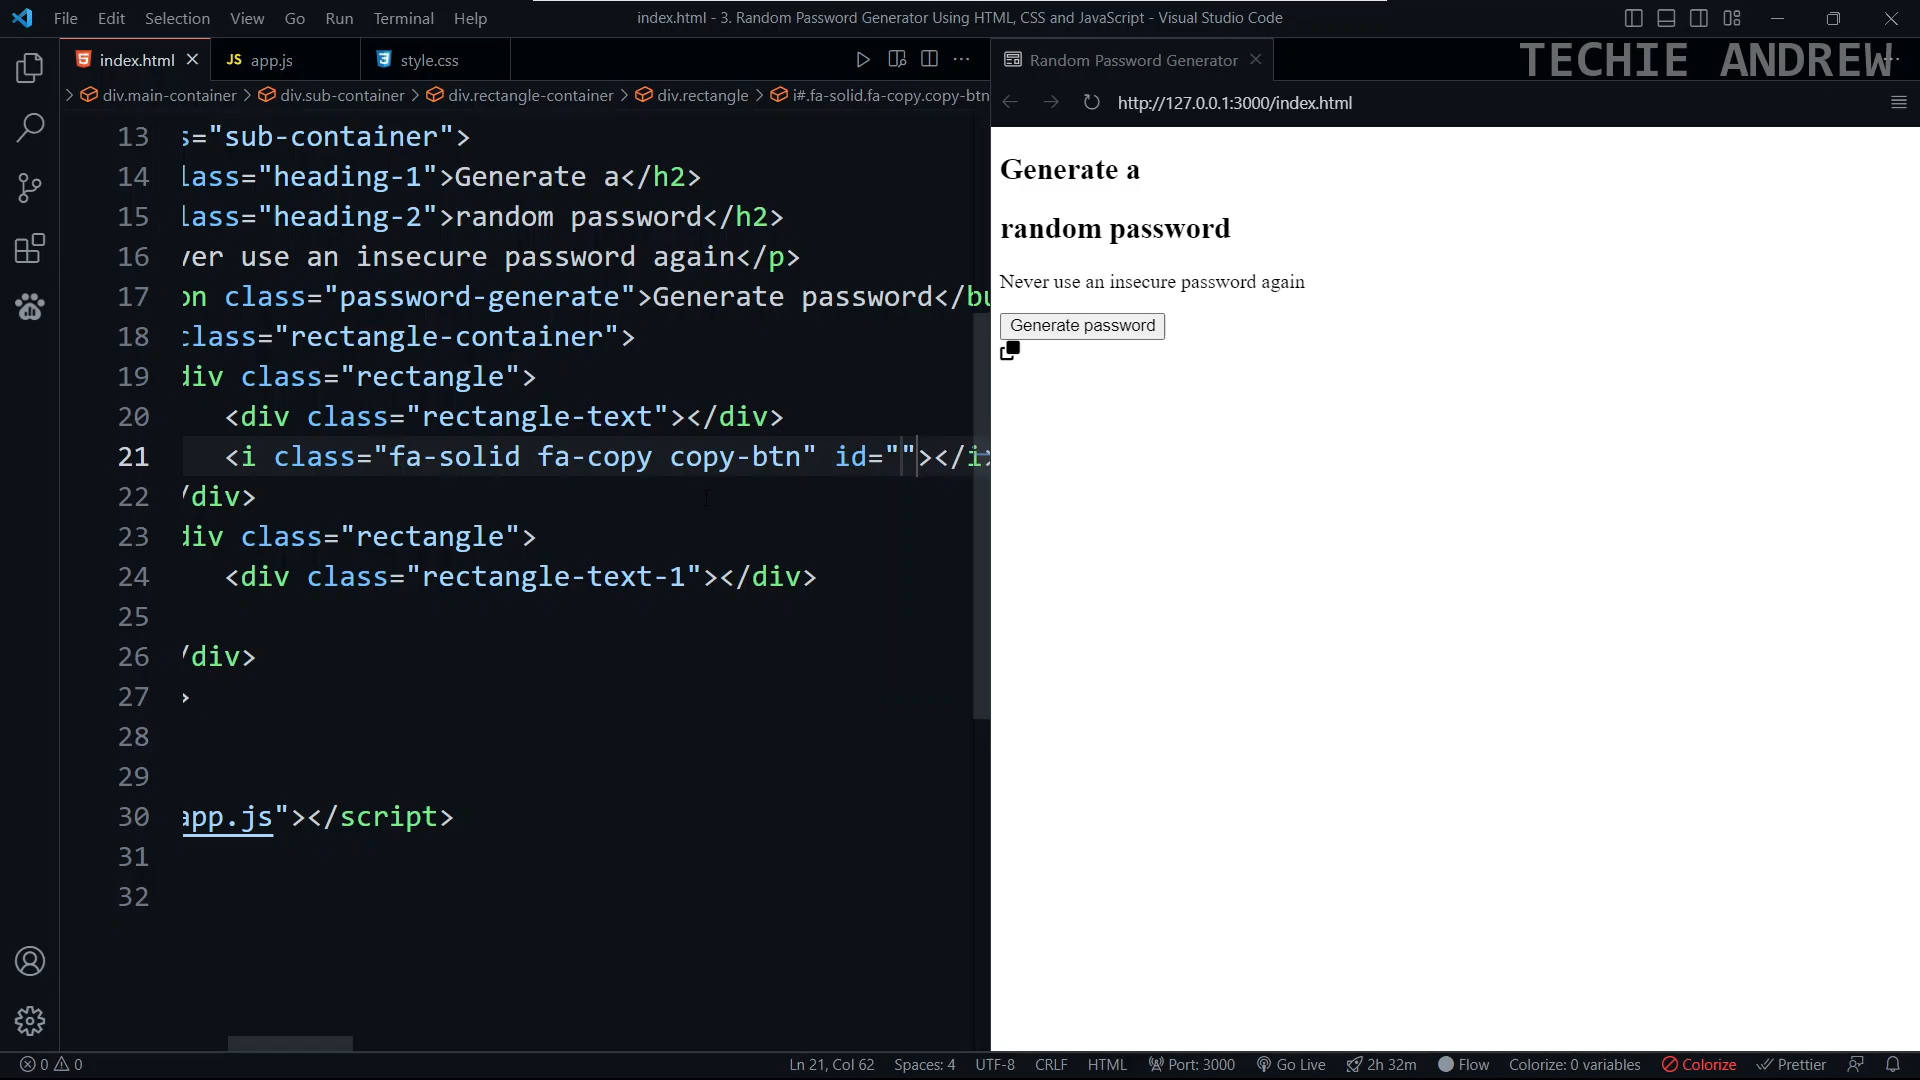 File Edit Selection View Go Run Terminal Help
index.html - 3. Random Password Generator Using HTML, CSS and JavaScript - Visual Studio Code
index.html
JS app.js
style.css
Random Password Generator
TECHIE ANDREW
> div.main-container > div.sub-container > div.rectangle-container > div.rectangle > i#.fa-solid.fa-copy.copy-btn
http://127.0.0.1:3000/index.html
13 s="sub-container">
14 lass="heading-1">Generate a</h2>
15 lass="heading-2">random password</h2>
16 ver use an insecure password again</p>
17 on class="password-generate">Generate password</bu
18 class="rectangle-container">
19 div class="rectangle">
20 <div class="rectangle-text"></div>
21 <i class="fa-solid fa-copy copy-btn" id=""></i>
22 /div>
23 div class="rectangle">
24 <div class="rectangle-text-1"></div>
25
26 /div>
27 >
28
29
30 app.js"></script>
31
32
Generate a
random password
Never use an insecure password again
Generate password
0 0
Ln 21, Col 62 Spaces: 4 UTF-8 CRLF HTML Port: 3000 Go Live 2h 32m Flow Colorize: 0 variables Colorize Prettier